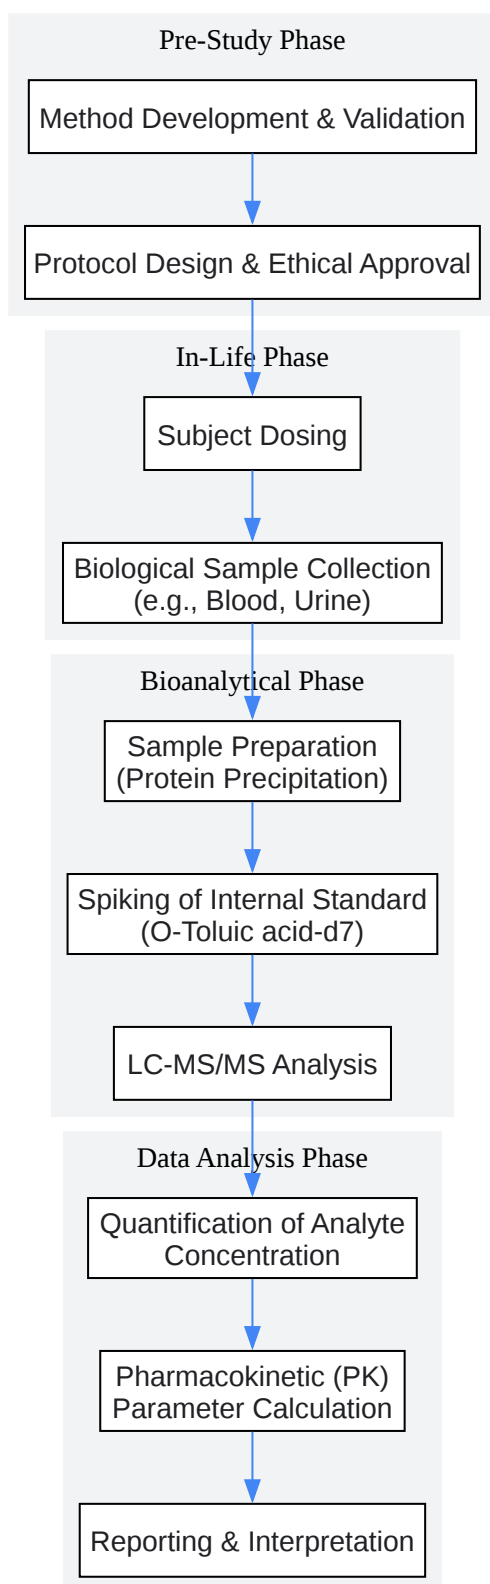 Pre-Study Phase
Method Development & Validation
Protocol Design & Ethical Approval
In-Life Phase
Subject Dosing
Biological Sample Collection
(e.g., Blood, Urine)
Bioanalytical Phase
Sample Preparation
(Protein Precipitation)
Spiking of Internal Standard
(O-Toluic acid-d7)
LC-MS/MS Analysis
Data Analysis Phase
Quantification of Analyte
Concentration
Pharmacokinetic (PK)
Parameter Calculation
Reporting & Interpretation